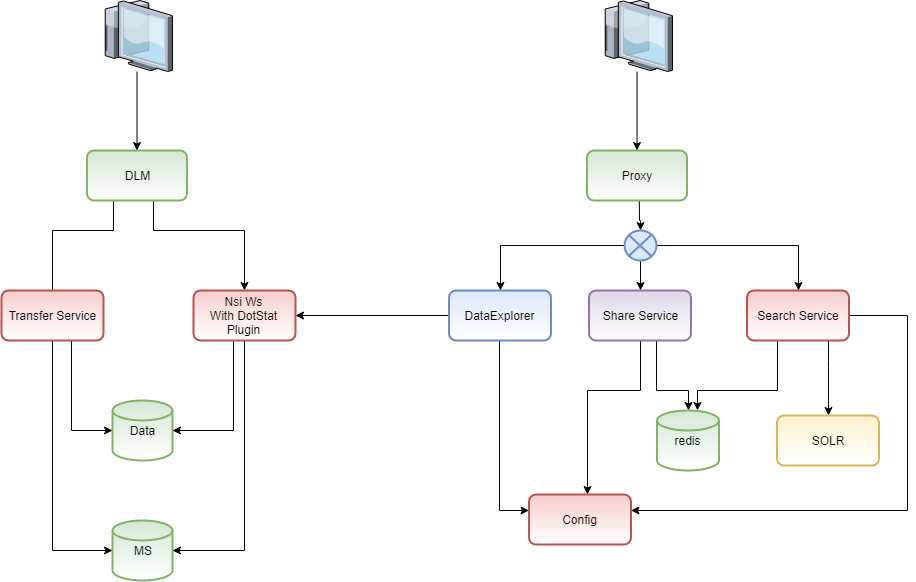 DLM
Proxy
Transfer Service
Nsi Ws
With DotStat
Plugin
DataExplorer
Share Service
Search Service
Data
redis
SOLR
Config
MS